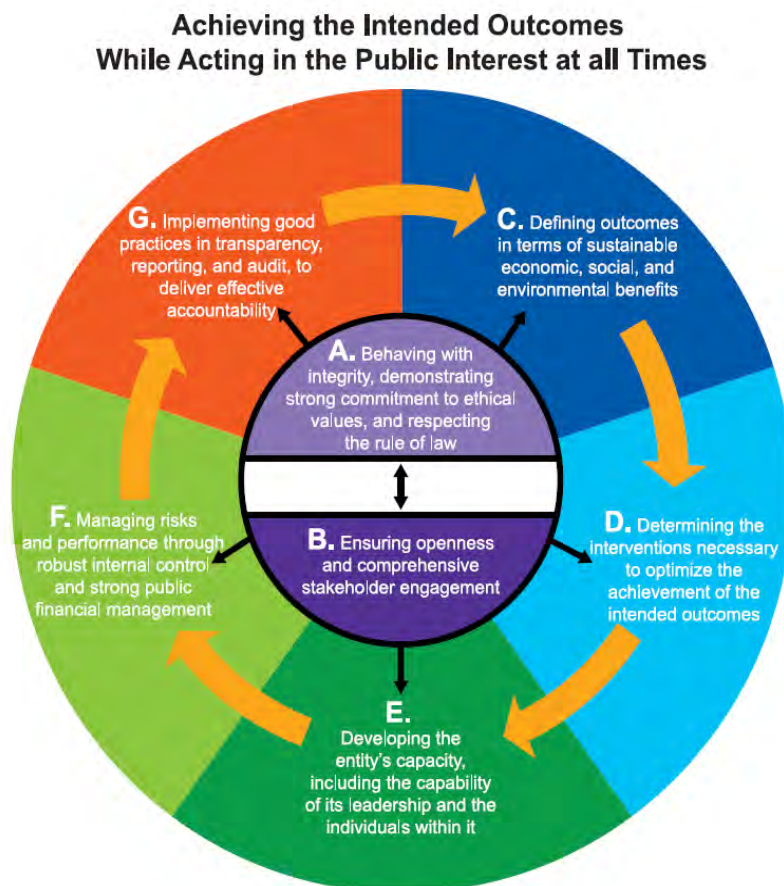 Achieving the Intended Outcomes
While Acting in the Public Interest at all Times
G. Implementing good
practices in transparency,
reporting, and audit, to
deliver effective
accountability
C. Defining outcomes
in terms of sustainable
economic, social, and
environmental benefits
A. Behaving with
integrity, demonstrating
strong commitment to ethical
values, and respecting
the rule of law
B. Ensuring openness
and comprehensive
stakeholder engagement
F. Managing risks
and performance through
robust internal control
and strong public
financial management
D. Determining the
interventions necessary
to optimize the
achievement of the
intended outcomes
E.
Developing the
entity's capacity,
including the capability
of its leadership and the
individuals within it